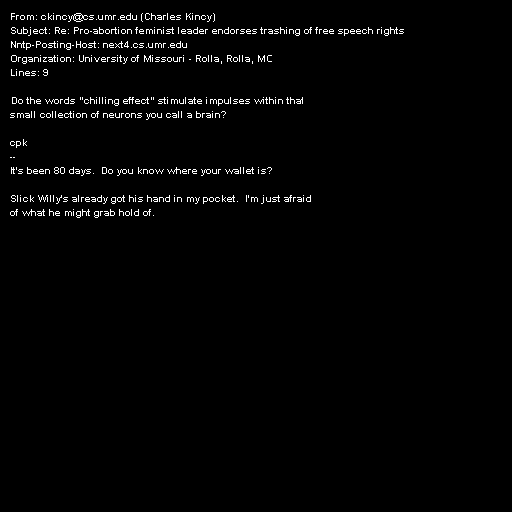 From: ckincy@cs.umr.edu (Charles Kincy)
Subject: Re: Pro-abortion feminist leader endorses trashing of free speech rights
Nntp-Posting-Host: next4.cs.umr.edu
Organization: University of Missouri - Rolla, Rolla, MO
Lines: 9

Do the words "chilling effect" stimulate impulses within that
small collection of neurons you call a brain?

cpk
--
It's been 80 days.  Do you know where your wallet is?

Slick Willy's already got his hand in my pocket.  I'm just afraid
of what he might grab hold of.